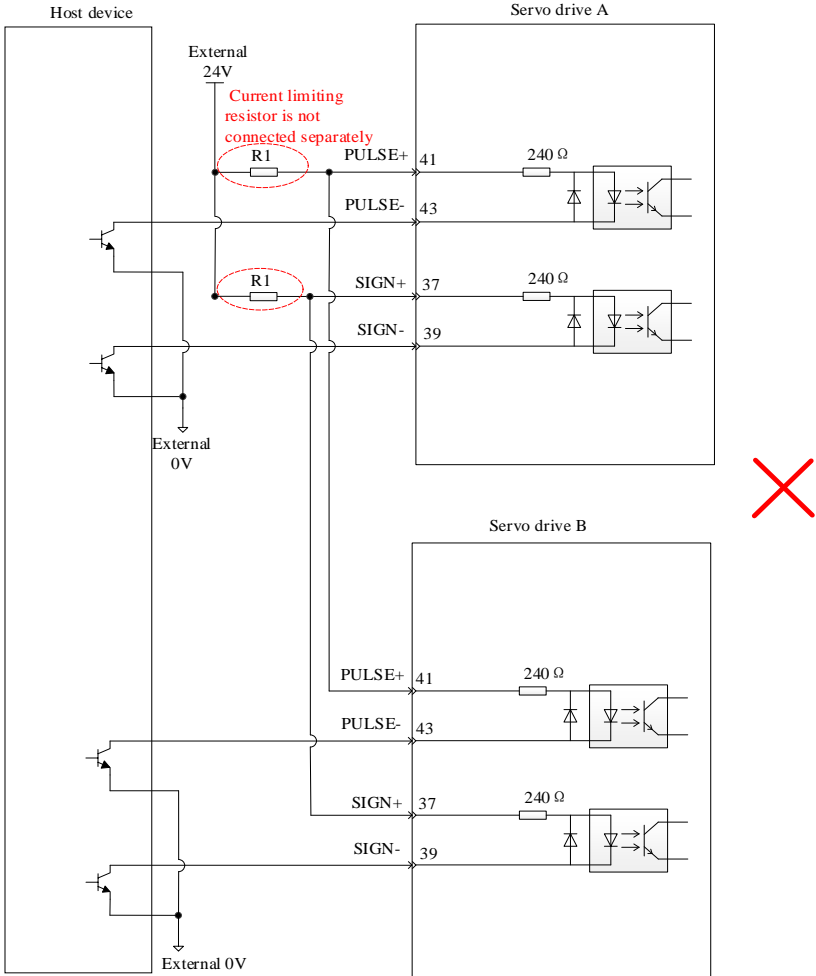 Host device
Servo drive A
External
24V
Current limiting
resistor is not
connected separately
R1
PULSE+
41
240 Ω
PULSE-
43
R1
SIGN+
37
240 Ω
SIGN-
39
External
0V
Servo drive B
PULSE+
41
240 Ω
PULSE-
43
SIGN+
37
240 Ω
SIGN-
39
External 0V